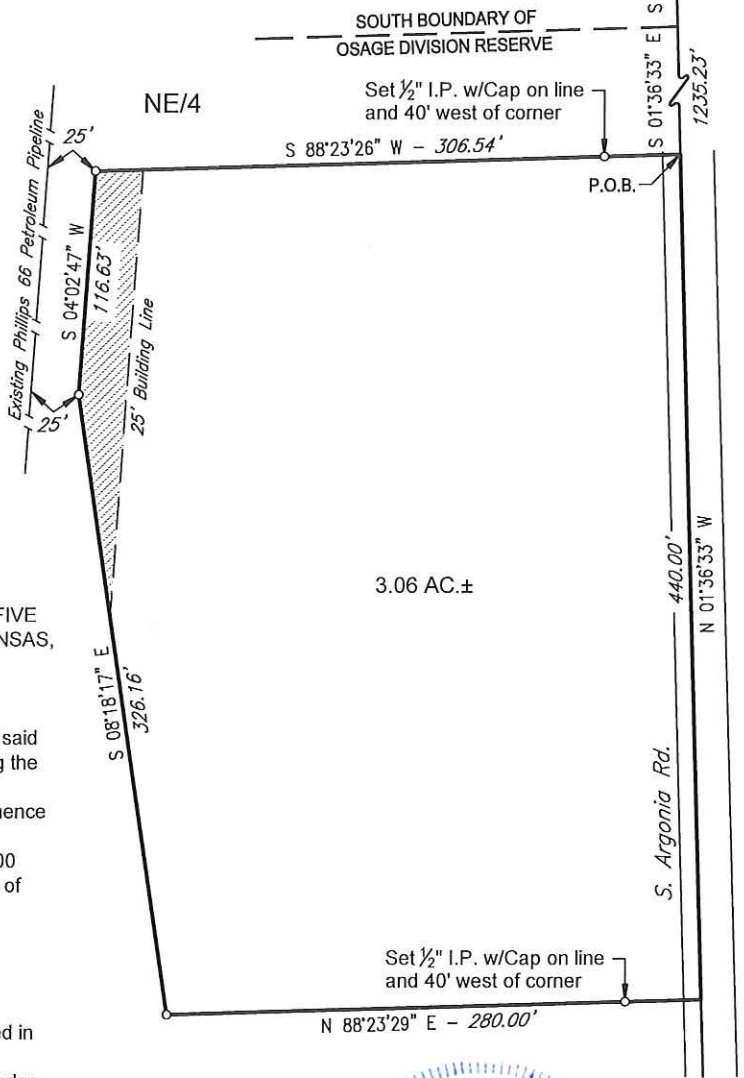 SOUTH BOUNDARY OF
OSAGE DIVISION RESERVE
S 01°36'33" E
S
1235.23'
NE/4
Set ½" I.P. w/Cap on line
and 40' west of corner
S 88°23'26" W – 306.54'
P.O.B.
25'
Existing Phillips 66 Petroleum Pipeline
S 04°02'47" W
116.63'
25' Building Line
25'
3.06 AC.±
440.00'
N 01°36'33" W
S. Argonia Rd.
FIVE
NSAS,
S 08°18'17" E
326.16'
said
g the
hence
00
of
Set ½" I.P. w/Cap on line
and 40' west of corner
N 88°23'29" E – 280.00'
ed in